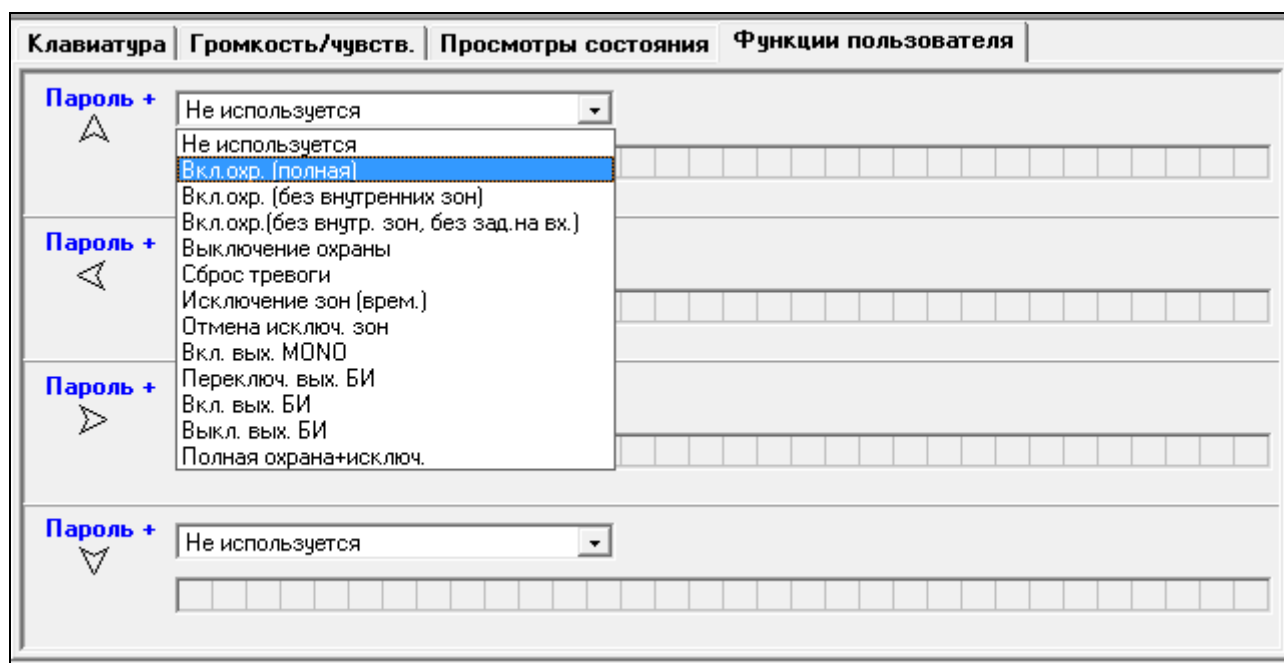 Клавиатура Громкость/чувств. Просмотры состояния Функции пользователя
Пароль +
Не используется
Не используется
Вкл.охр. (полная)
Вкл.охр. (без внутренних зон)
Вкл.охр.(без внутр. зон, без зад.на вх.)
Пароль +
Выключение охраны
Сброс тревоги
Исключение зон (врем.)
Отмена исключ. зон
Вкл. вых. MONO
Пароль +
Переключ. вых. БИ
Вкл. вых. БИ
Выкл. вых. БИ
Полная охрана+исключ.
Пароль +
Не используется